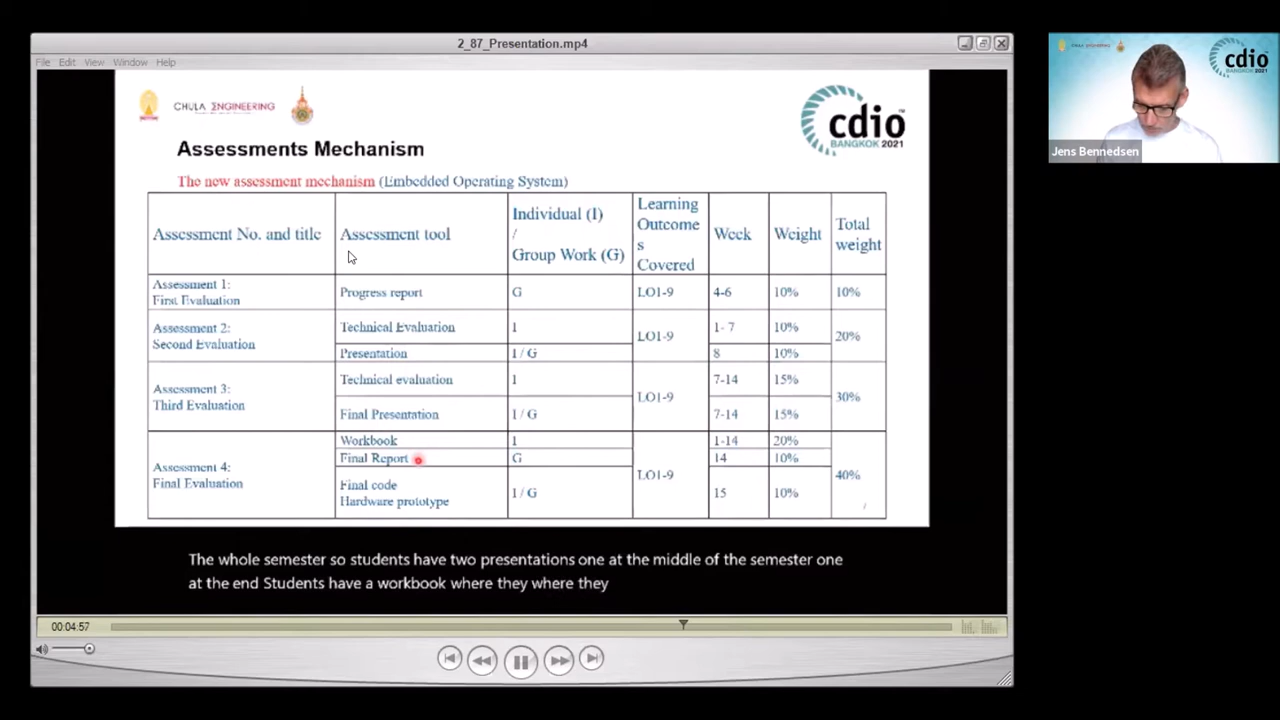 2_87_Presentation.mp4
File Edit View Window Help
CHULA ΣNGINEERING
cdio
BANGKOK 2021
Assessments Mechanism
The new assessment mechanism (Embedded Operating System)
Assessment No. and title
Assessment tool
Individual (I)
/
Group Work (G)
Learning
Outcome
s
Covered
Week
Weight
Total
weight
Assessment 1:
First Evaluation
Progress report
G
LO1-9
4-6
10%
10%
Assessment 2:
Second Evaluation
Technical Evaluation
I
LO1-9
1- 7
10%
20%
Presentation
I / G
8
10%
Assessment 3:
Third Evaluation
Technical evaluation
I
LO1-9
7-14
15%
30%
Final Presentation
I / G
7-14
15%
Assessment 4:
Final Evaluation
Workbook
I
LO1-9
1-14
20%
40%
Final Report
G
14
10%
Final code
Hardware prototype
I / G
15
10%
The whole semester so students have two presentations one at the middle of the semester one
at the end Students have a workbook where they where they
00:04:57
cdio
BANGKOK 2021
Jens Bennedsen